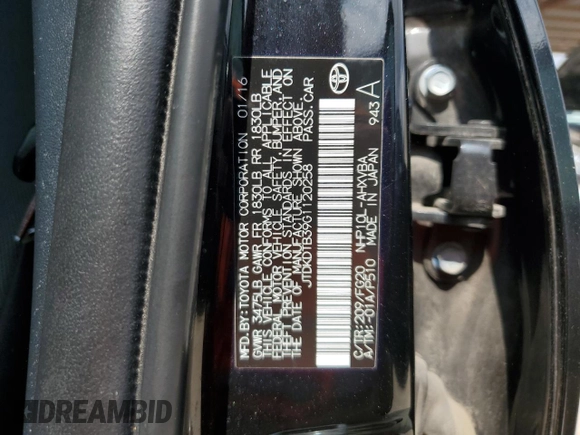 MFD.BY:TOYOTA MOTOR CORPORATION 01/16
GVWR 3475LB GAWR FR 1830LB RR 1830LB
THIS VEHICLE CONFORMS TO ALL APPLICABLE
FEDERAL MOTOR VEHICLE SAFETY, BUMPER, AND
THEFT PREVENTION STANDARDS IN EFFECT ON
THE DATE OF MANUFACTURE SHOWN ABOVE.
JTDKDTB39G1120258 PASS.CAR
C/TR:209/FG20 NHP10L-AHXVBA
A/TM:-01A/P510 MADE IN JAPAN 943 A
DREAMBID